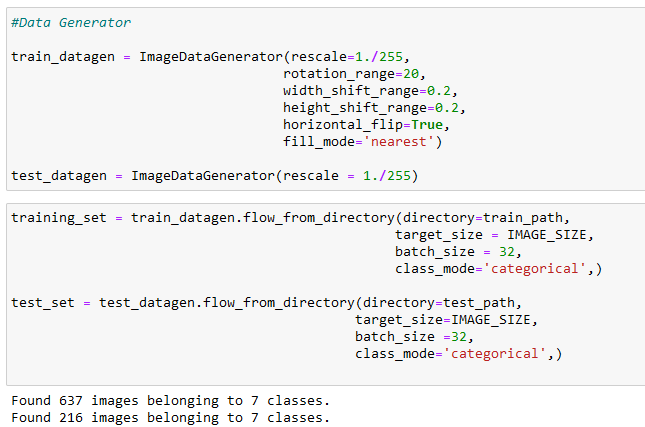 #Data Generator
train_datagen = ImageDataGenerator(rescale=1./255,
rotation_range=20,
width_shift_range=0.2,
height_shift_range=0.2,
horizontal_flip=True,
fill_mode='nearest')
test_datagen = ImageDataGenerator(rescale = 1./255)
training_set = train_datagen.flow_from_directory(directory=train_path,
target_size = IMAGE_SIZE,
batch_size = 32,
class_mode='categorical',)
test_set = test_datagen.flow_from_directory(directory=test_path,
target_size=IMAGE_SIZE,
batch_size =32,
class_mode='categorical',)
Found 637 images belonging to 7 classes.
Found 216 images belonging to 7 classes.